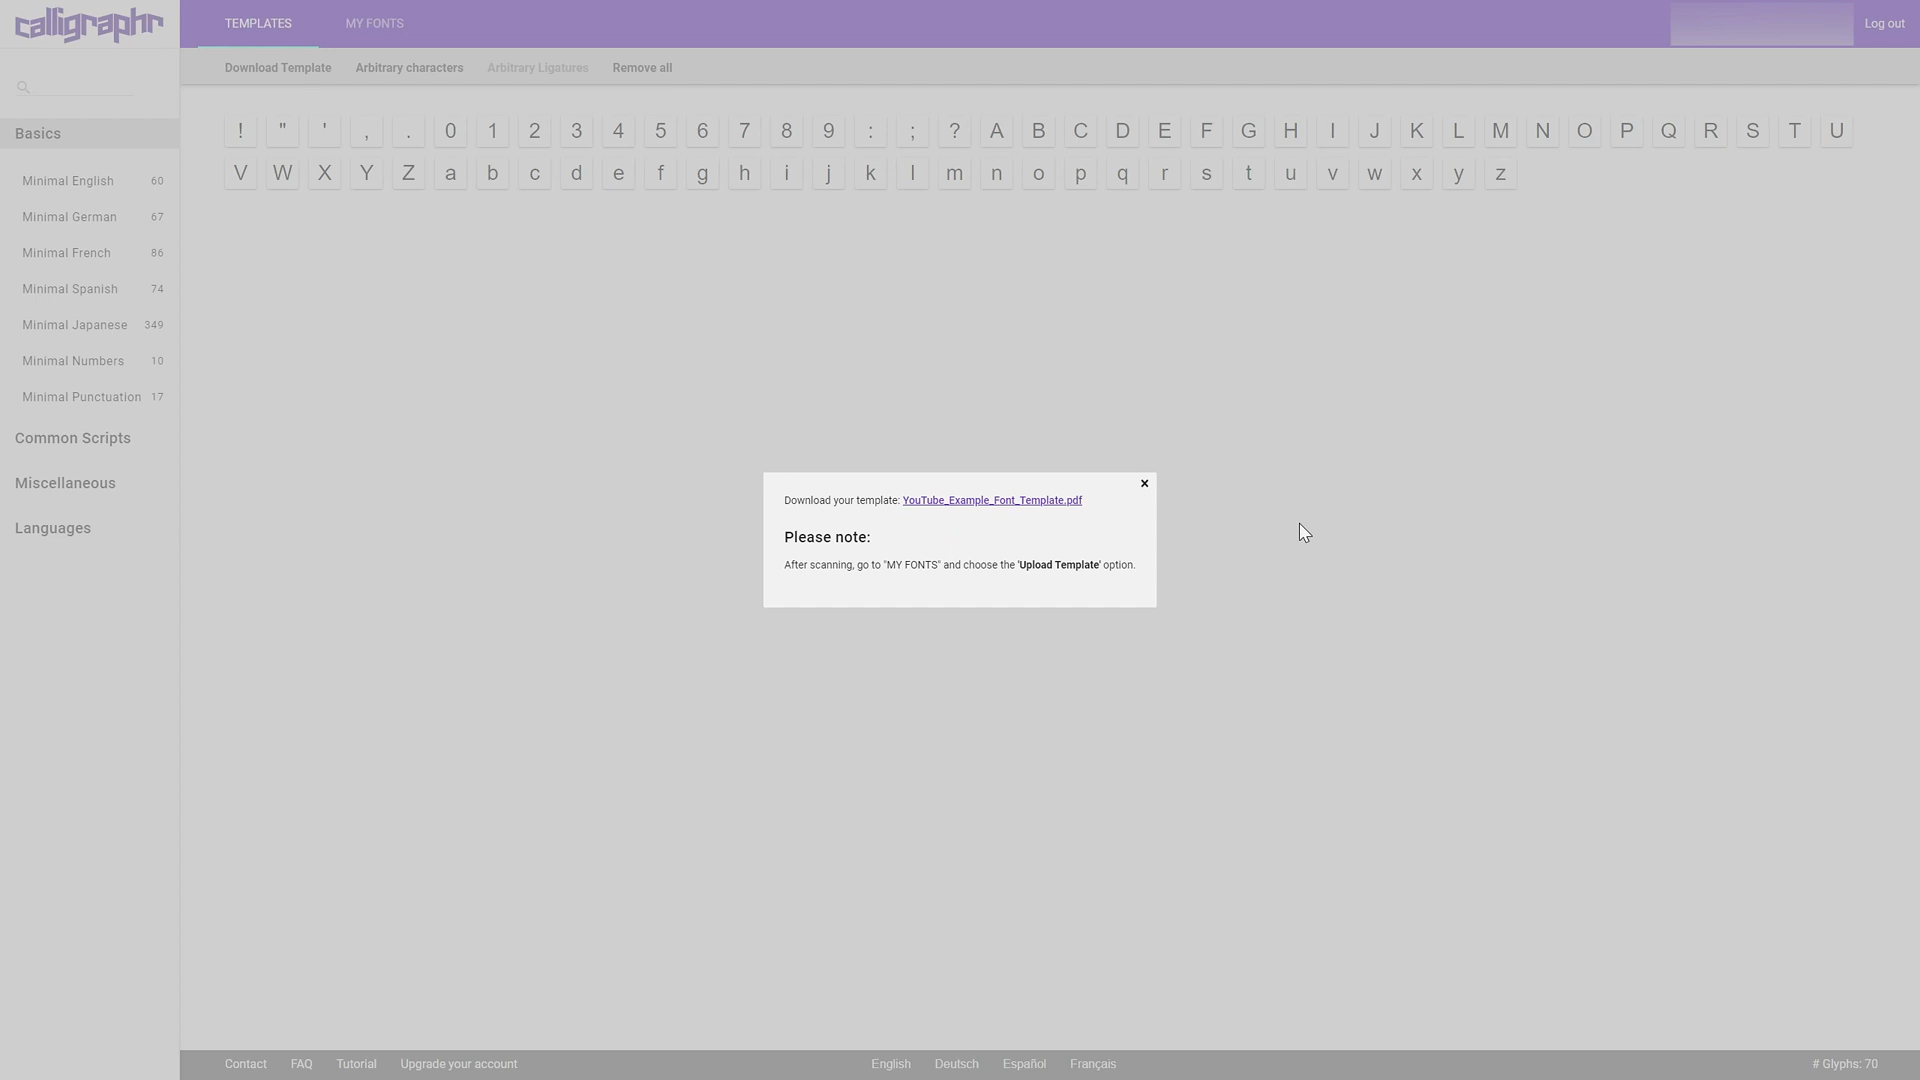 calligraphr
TEMPLATES
MY FONTS
Log out
Download Template
Arbitrary characters
Arbitrary Ligatures
Remove all
Basics
Minimal English 60
Minimal German 67
Minimal French 86
Minimal Spanish 74
Minimal Japanese 349
Minimal Numbers 10
Minimal Punctuation 17
Common Scripts
Miscellaneous
Languages
! " ' , . 0 1 2 3 4 5 6 7 8 9 : ; ? A B C D E F G H I J K L M N O P Q R S T U
V W X Y Z a b c d e f g h i j k l m n o p q r s t u v w x y z
Download your template: YouTube_Example_Font_Template.pdf
Please note:
After scanning, go to "MY FONTS" and choose the 'Upload Template' option.
Contact
FAQ
Tutorial
Upgrade your account
English
Deutsch
Español
Français
# Glyphs: 70